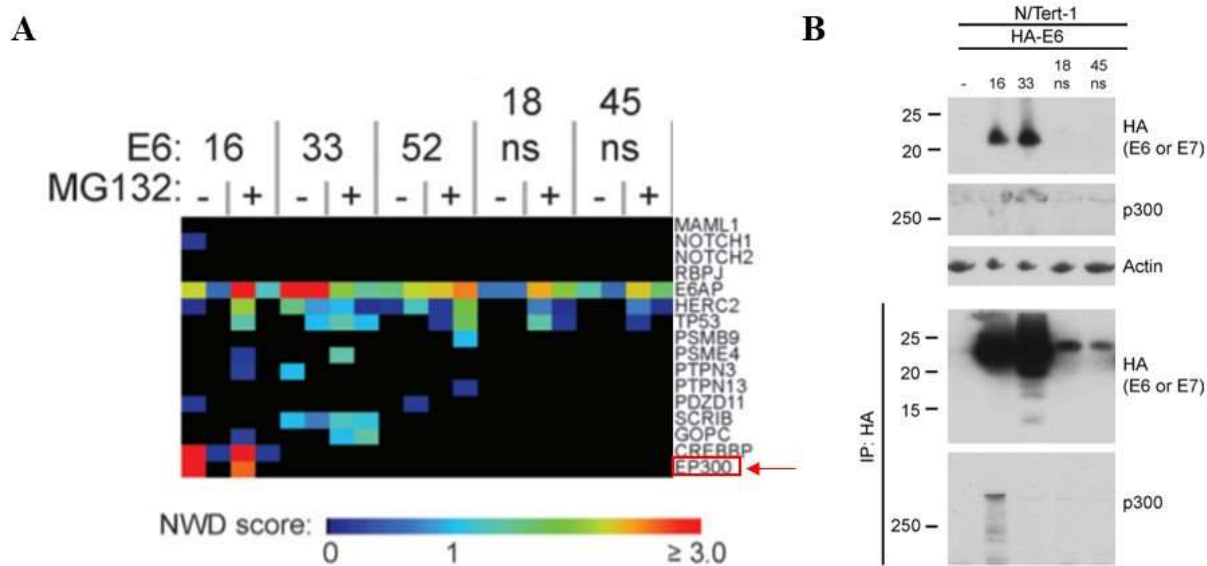 A
E6: 16 33 52 18 ns 45 ns
MG132: - + - + - + - + - +
MAML1
NOTCH1
NOTCH2
RBPJ
E6AP
HERC2
TP53
PSMB9
PSME4
PTPN3
PTPN13
PDZD11
SCRIB
GOPC
CREBBP
EP300
NWD score:
0 1 ≥ 3.0
B
N/Tert-1
HA-E6
- 16 33 18 ns 45 ns
25
20
HA
(E6 or E7)
250
p300
Actin
IP: HA
25
20
15
HA
(E6 or E7)
250
p300